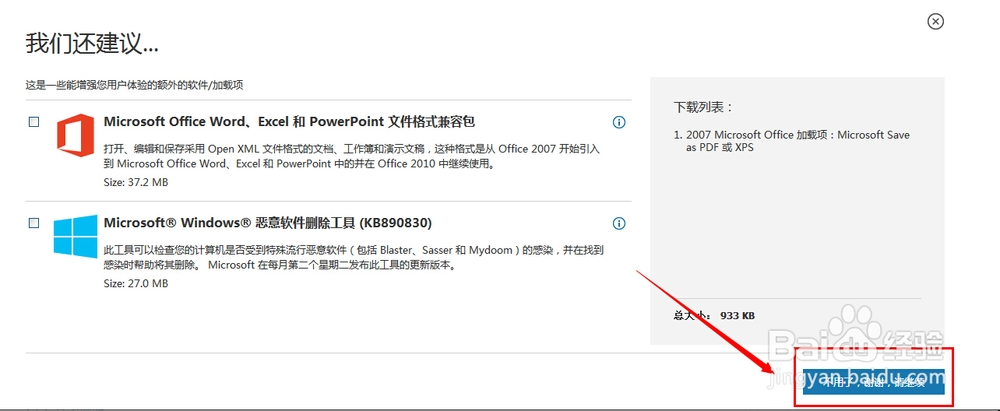 我们还建议...
这是一些能增强您用户体验的额外的软件/加载项
Microsoft Office Word、Excel 和 PowerPoint 文件格式兼容包
打开、编辑和保存采用 Open XML 文件格式的文档、工作簿和演示文稿，这种格式是从 Office 2007 开始引入
到 Microsoft Office Word、Excel 和 PowerPoint 中的并在 Office 2010 中继续使用。
Size: 37.2 MB
Microsoft® Windows® 恶意软件删除工具 (KB890830)
此工具可以检查您的计算机是否受到特殊流行恶意软件（包括 Blaster、Sasser 和 Mydoom）的感染，并在找到
感染时帮助将其删除。 Microsoft 在每月第二个星期二发布此工具的更新版本。
Size: 27.0 MB
下载列表：
1. 2007 Microsoft Office 加载项：Microsoft Save
as PDF 或 XPS
总大小： 933 KB
不用了，谢谢，请继续
Baidu 经验
jingyan.baidu.com